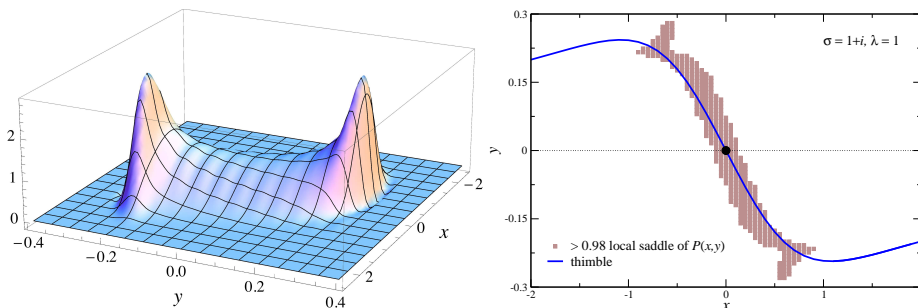 2
1
0
−0.4
−0.2
0.0
0.2
0.4
y
−2
0
2
x
0.3
0.15
0
-0.15
-0.3
y
-2
-1
0
1
x
σ = 1+i, λ = 1
> 0.98 local saddle of P(x,y)
thimble